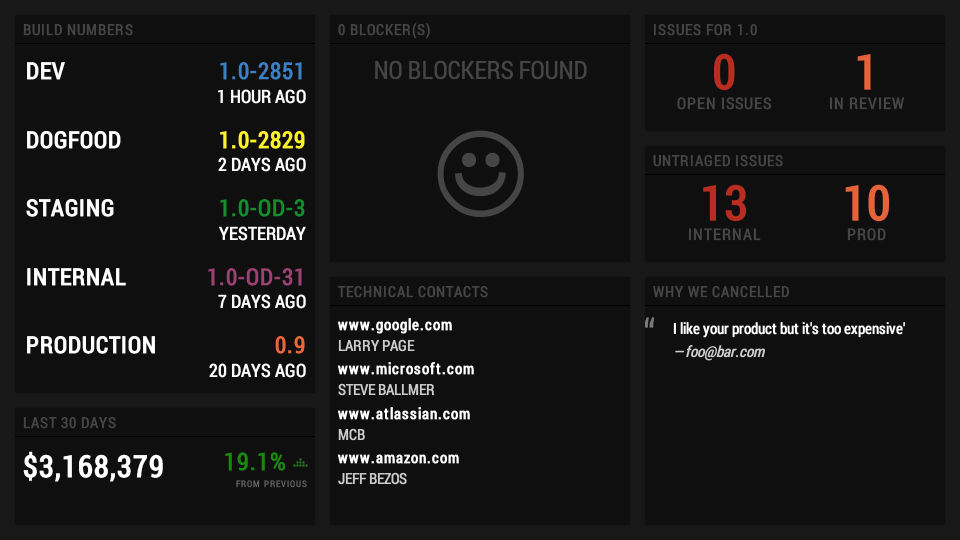 BUILD NUMBERS
DEV 1.0-2851
1 HOUR AGO
DOGFOOD 1.0-2829
2 DAYS AGO
STAGING 1.0-OD-3
YESTERDAY
INTERNAL 1.0-OD-31
7 DAYS AGO
PRODUCTION 0.9
20 DAYS AGO
LAST 30 DAYS
$3,168,379 19.1%
FROM PREVIOUS
0 BLOCKER(S)
NO BLOCKERS FOUND
TECHNICAL CONTACTS
www.google.com
LARRY PAGE
www.microsoft.com
STEVE BALLMER
www.atlassian.com
MCB
www.amazon.com
JEFF BEZOS
ISSUES FOR 1.0
0 1
OPEN ISSUES IN REVIEW
UNTRIAGED ISSUES
13 10
INTERNAL PROD
WHY WE CANCELLED
“ I like your product but it's too expensive'
—foo@bar.com